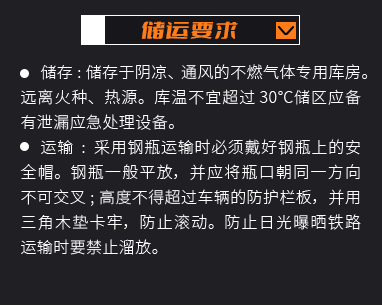 储运要求
● 储存：储存于阴凉、通风的不燃气体专用库房。
远离火种、热源。库温不宜超过30℃储区应备
有泄漏应急处理设备。
● 运输：采用钢瓶运输时必须戴好钢瓶上的安
全帽。钢瓶一般平放，并应将瓶口朝同一方向
不可交叉；高度不得超过车辆的防护栏板，并用
三角木垫卡牢，防止滚动。防止日光曝晒铁路
运输时要禁止溜放。